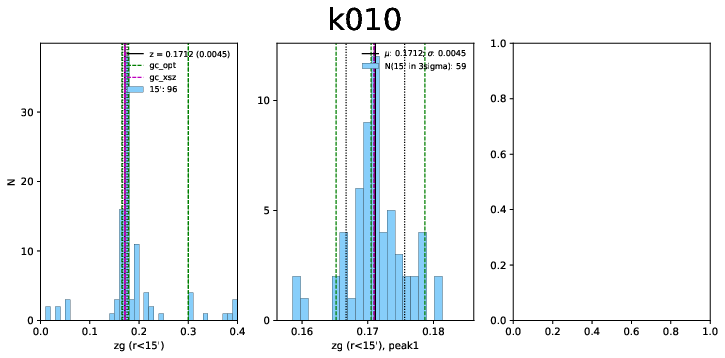 k010
z = 0.1712 (0.0045)
gc_opt
gc_xsz
15': 96
N
30
20
10
0
0.0 0.1 0.2 0.3 0.4
zg (r<15')
μ: 0.1712; σ: 0.0045
N(15' in 3sigma): 59
10
5
0
0.16 0.17 0.18
zg (r<15'), peak1
1.0
0.8
0.6
0.4
0.2
0.0
0.0 0.2 0.4 0.6 0.8 1.0